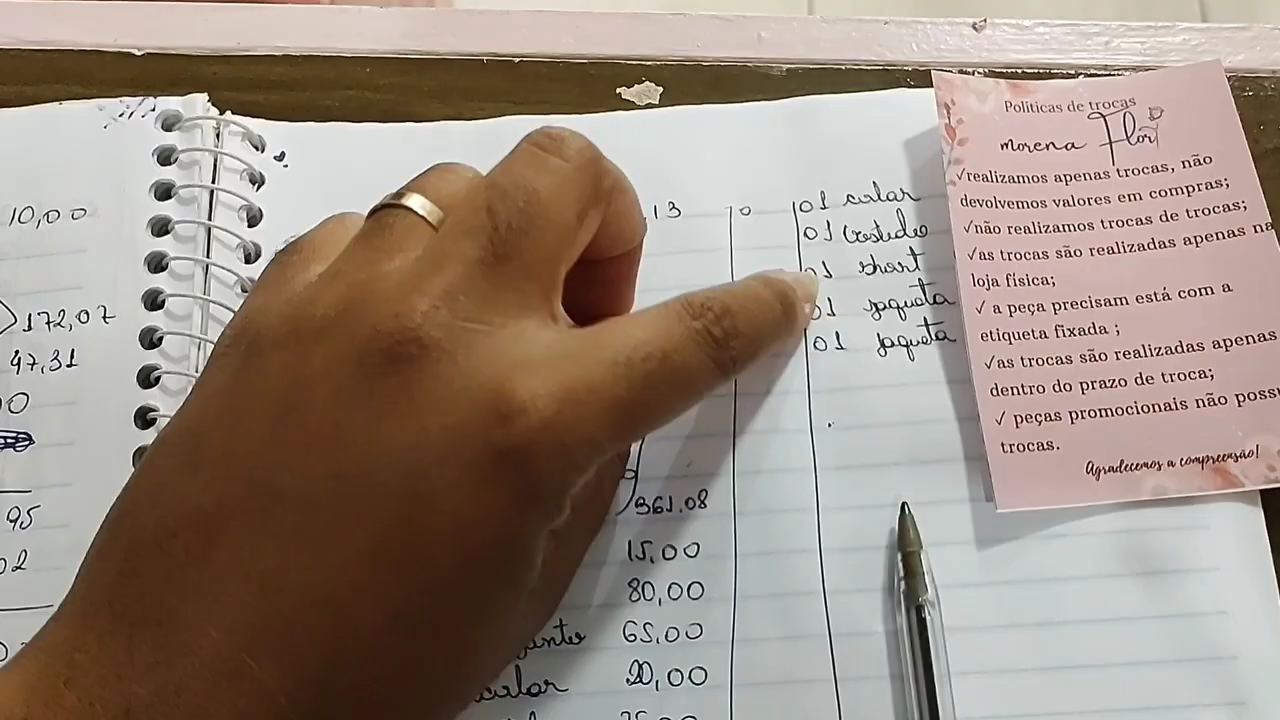 10,00
172,07
47,31
95
,13
01 colar
01 vestido
01 short
01 jaqueta
01 jaqueta
361.08
15,00
80,00
65,00
colar 20,00
Políticas de trocas
morena Flor
✓realizamos apenas trocas, não
devolvemos valores em compras;
✓não realizamos trocas de trocas;
✓as trocas são realizadas apenas na
loja física;
✓ a peça precisam está com a
etiqueta fixada ;
✓as trocas são realizadas apenas
dentro do prazo de troca;
✓ peças promocionais não poss
trocas.
Agradecemos a compreensão!